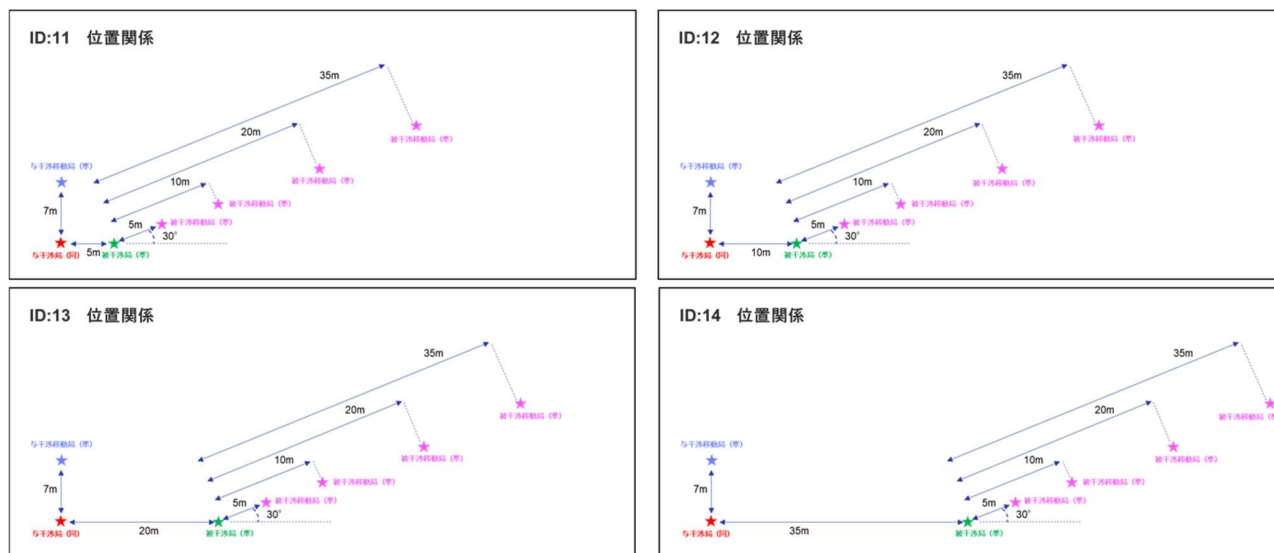 ID:11 位置関係
35m
20m
被干渉移動局 (準)
与干渉移動局 (準)
10m
被干渉移動局 (準)
7m
被干渉移動局 (準)
5m
被干渉移動局 (準)
30°
5m
与干渉局 (同)
被干渉局 (準)
ID:12 位置関係
35m
20m
被干渉移動局 (準)
与干渉移動局 (準)
10m
被干渉移動局 (準)
7m
被干渉移動局 (準)
5m
被干渉移動局 (準)
30°
10m
与干渉局 (同)
被干渉局 (準)
ID:13 位置関係
35m
20m
被干渉移動局 (準)
与干渉移動局 (準)
被干渉移動局 (準)
10m
7m
被干渉移動局 (準)
5m
被干渉移動局 (準)
30°
20m
与干渉局 (同)
被干渉局 (準)
ID:14 位置関係
35m
20m
被干渉移動局 (準)
与干渉移動局 (準)
被干渉移動局 (準)
10m
7m
被干渉移動局 (準)
5m
被干渉移動局 (準)
30°
35m
与干渉局 (同)
被干渉局 (準)